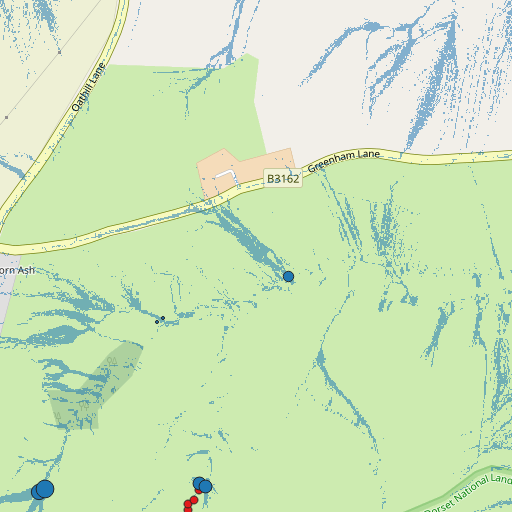 Oathill Lane
Greenham Lane
B3162
orn Ash
Dorset National Land